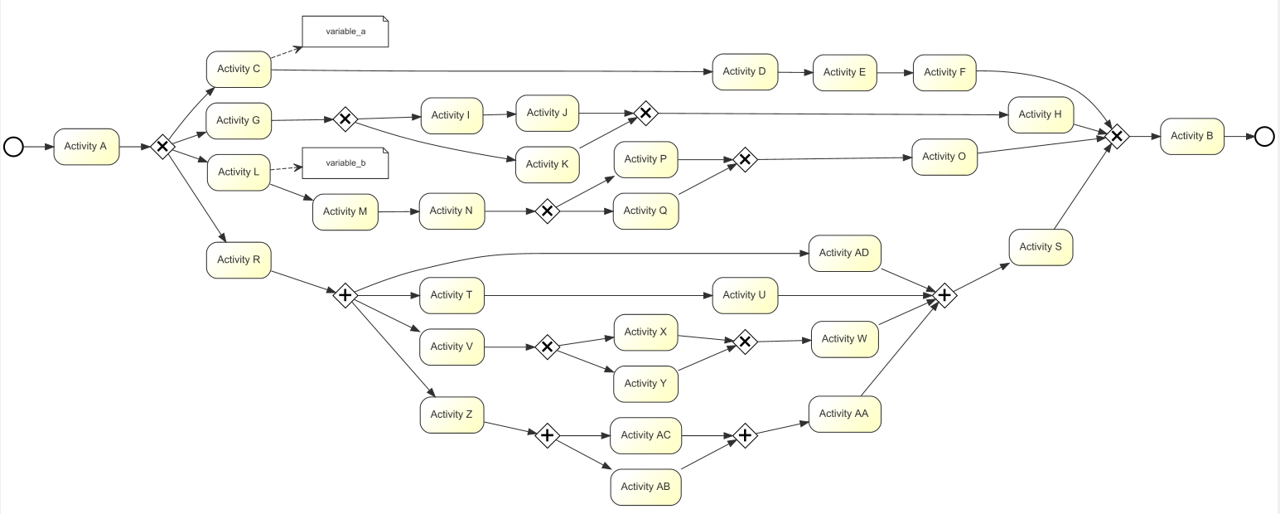 variable_a
Activity C
Activity D
Activity E
Activity F
Activity G
Activity I
Activity J
Activity H
Activity A
Activity K
Activity P
Activity O
Activity B
Activity L
variable_b
Activity M
Activity N
Activity Q
Activity R
Activity AD
Activity S
Activity T
Activity U
Activity V
Activity X
Activity W
Activity Y
Activity Z
Activity AA
Activity AC
Activity AB